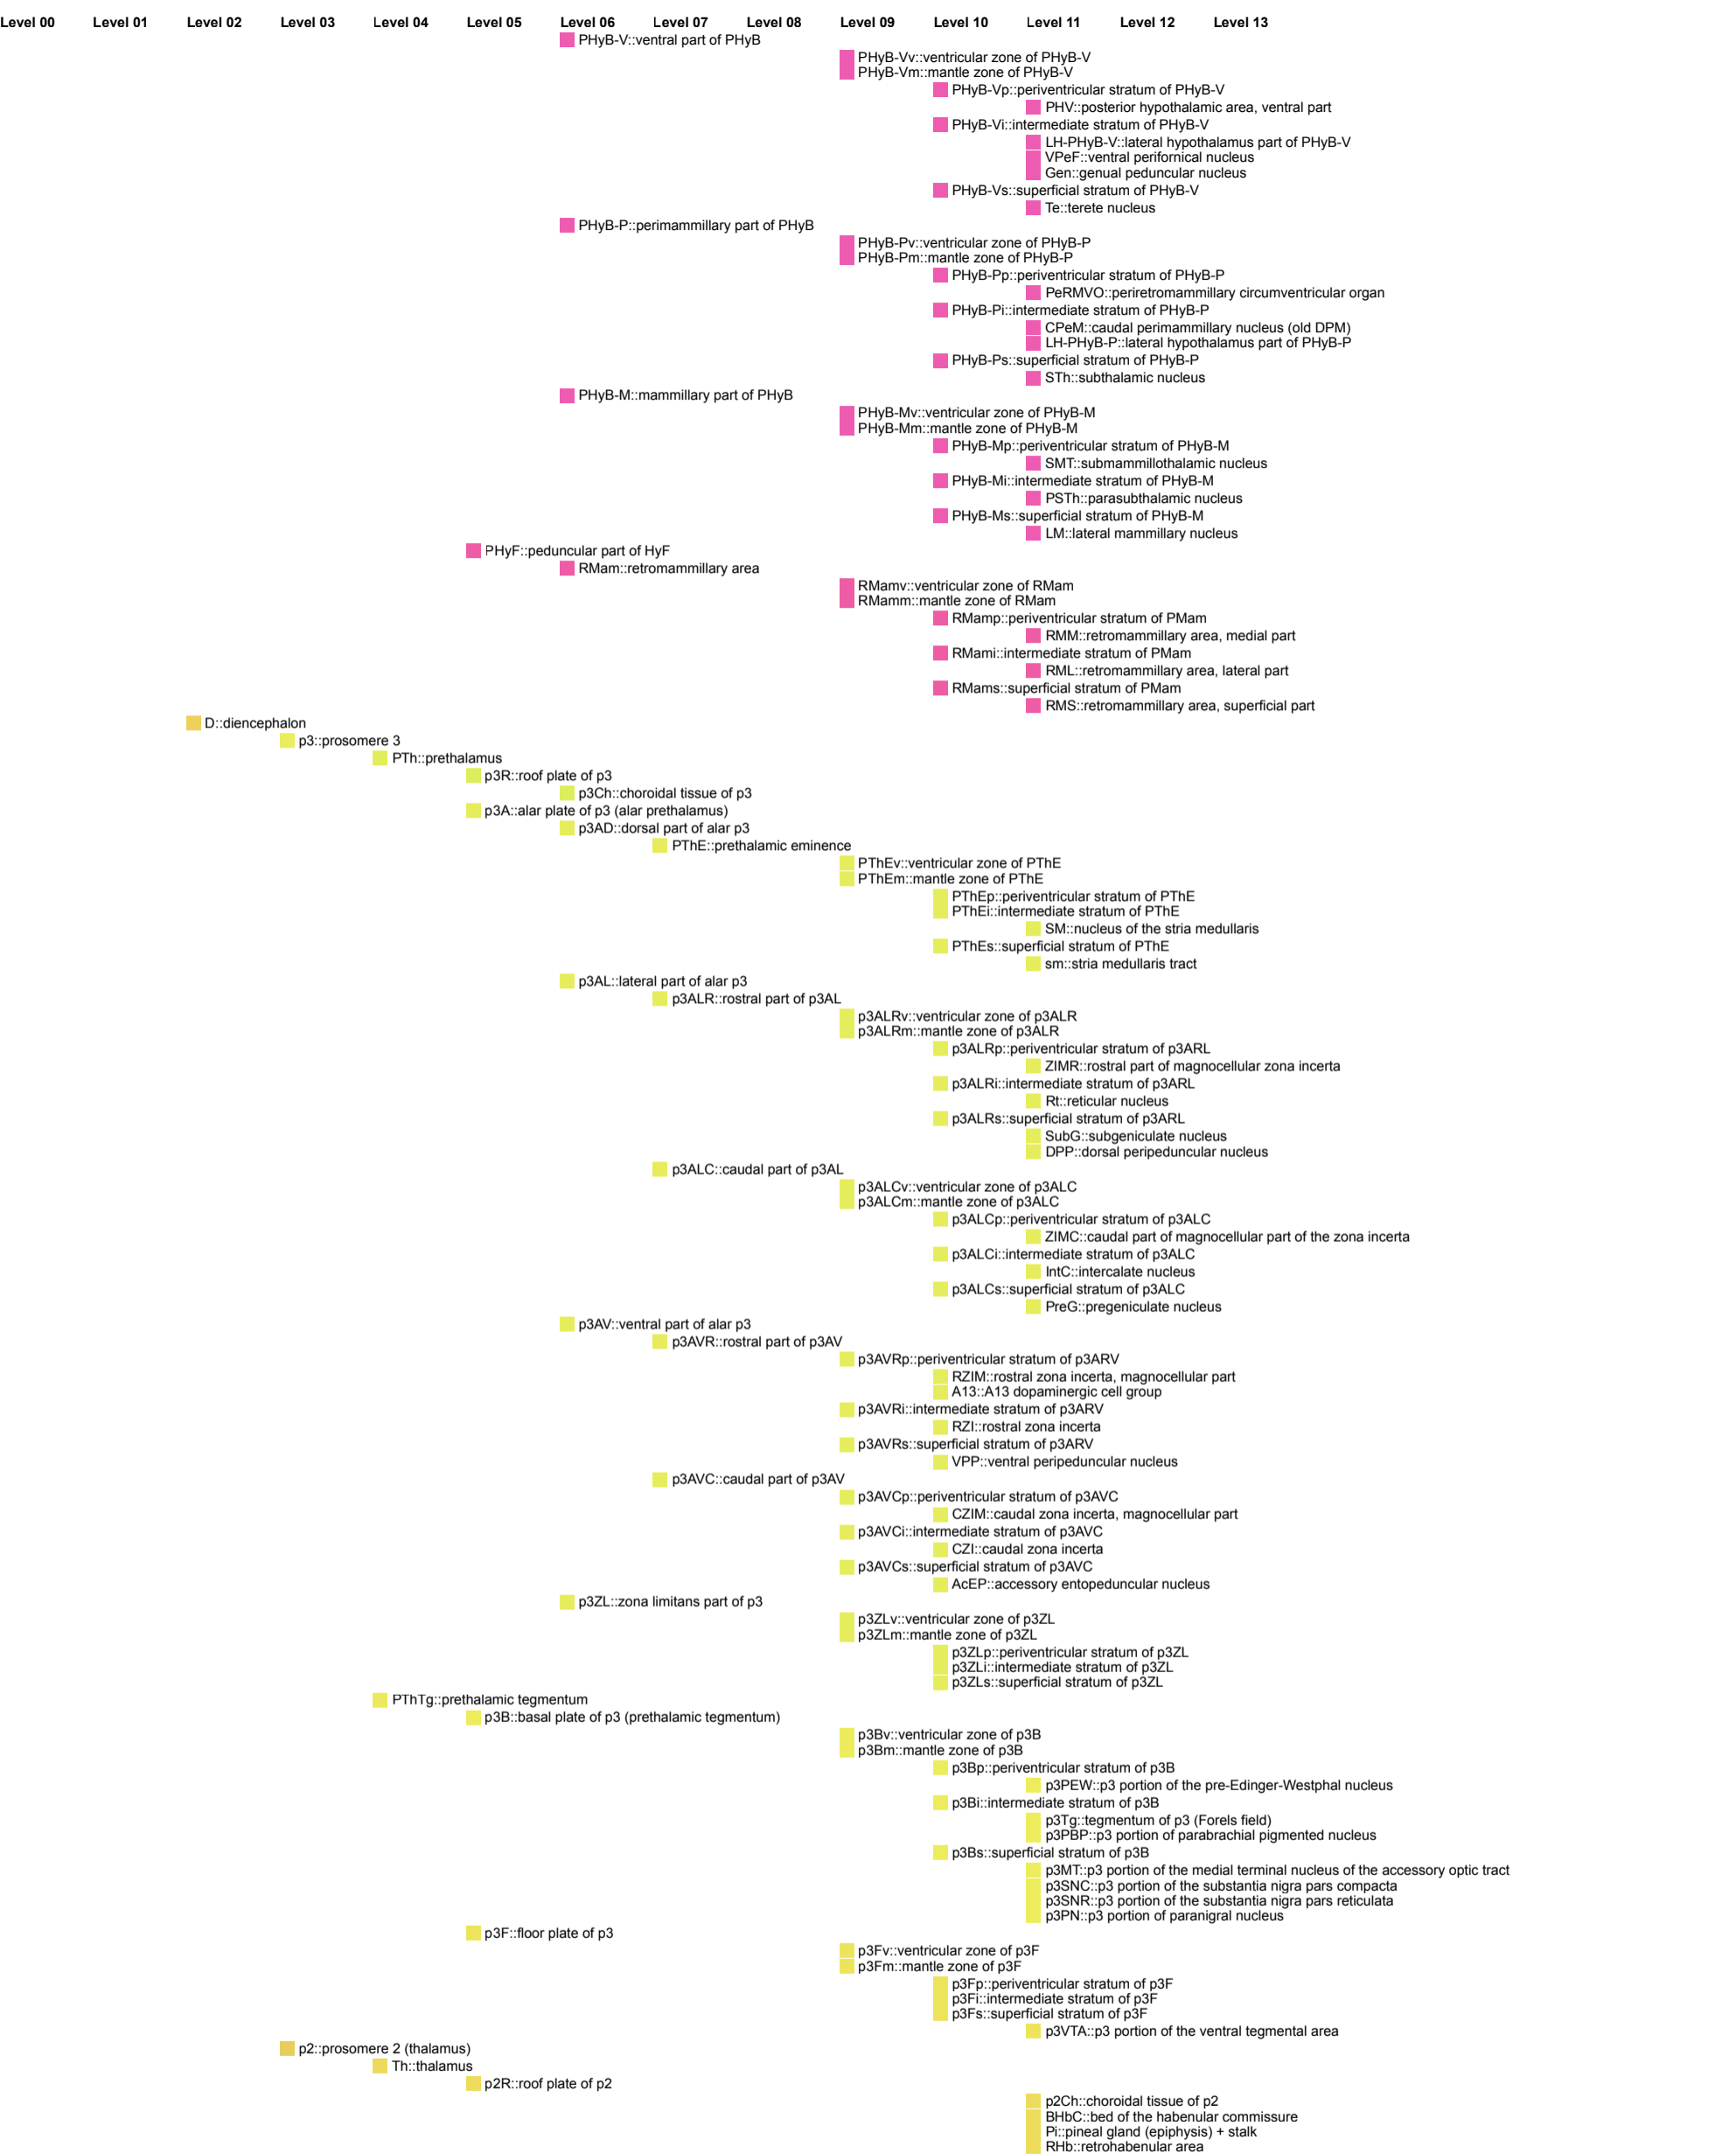 Level 00 Level 01 Level 02 Level 03 Level 04 Level 05 Level 06 Level 07 Level 08 Level 09 Level 10 Level 11 Level 12 Level 13
PHyB-V::ventral part of PHyB
PHyB-Vv::ventricular zone of PHyB-V
PHyB-Vm::mantle zone of PHyB-V
PHyB-Vp::periventricular stratum of PHyB-V
PHV::posterior hypothalamic area, ventral part
PHyB-Vi::intermediate stratum of PHyB-V
LH-PHyB-V::lateral hypothalamus part of PHyB-V
VPeF::ventral perifornical nucleus
Gen::genual peduncular nucleus
PHyB-Vs::superficial stratum of PHyB-V
Te::terete nucleus
PHyB-P::perimammillary part of PHyB
PHyB-Pv::ventricular zone of PHyB-P
PHyB-Pm::mantle zone of PHyB-P
PHyB-Pp::periventricular stratum of PHyB-P
PeRMVO::periretromammillary circumventricular organ
PHyB-Pi::intermediate stratum of PHyB-P
CPeM::caudal perimammillary nucleus (old DPM)
LH-PHyB-P::lateral hypothalamus part of PHyB-P
PHyB-Ps::superficial stratum of PHyB-P
STh::subthalamic nucleus
PHyB-M::mammillary part of PHyB
PHyB-Mv::ventricular zone of PHyB-M
PHyB-Mm::mantle zone of PHyB-M
PHyB-Mp::periventricular stratum of PHyB-M
SMT::submammillothalamic nucleus
PHyB-Mi::intermediate stratum of PHyB-M
PSTh::parasubthalamic nucleus
PHyB-Ms::superficial stratum of PHyB-M
LM::lateral mammillary nucleus
PHyF::peduncular part of HyF
RMam::retromammillary area
RMamv::ventricular zone of RMam
RMamm::mantle zone of RMam
RMamp::periventricular stratum of PMam
RMM::retromammillary area, medial part
RMami::intermediate stratum of PMam
RML::retromammillary area, lateral part
RMams::superficial stratum of PMam
RMS::retromammillary area, superficial part
D::diencephalon
p3::prosomere 3
PTh::prethalamus
p3R::roof plate of p3
p3Ch::choroidal tissue of p3
p3A::alar plate of p3 (alar prethalamus)
p3AD::dorsal part of alar p3
PThE::prethalamic eminence
PThEv::ventricular zone of PThE
PThEm::mantle zone of PThE
PThEp::periventricular stratum of PThE
PThEi::intermediate stratum of PThE
SM::nucleus of the stria medullaris
PThEs::superficial stratum of PThE
sm::stria medullaris tract
p3AL::lateral part of alar p3
p3ALR::rostral part of p3AL
p3ALRv::ventricular zone of p3ALR
p3ALRm::mantle zone of p3ALR
p3ALRp::periventricular stratum of p3ARL
ZIMR::rostral part of magnocellular zona incerta
p3ALRi::intermediate stratum of p3ARL
Rt::reticular nucleus
p3ALRs::superficial stratum of p3ARL
SubG::subgeniculate nucleus
DPP::dorsal peripeduncular nucleus
p3ALC::caudal part of p3AL
p3ALCv::ventricular zone of p3ALC
p3ALCm::mantle zone of p3ALC
p3ALCp::periventricular stratum of p3ALC
ZIMC::caudal part of magnocellular part of the zona incerta
p3ALCi::intermediate stratum of p3ALC
IntC::intercalate nucleus
p3ALCs::superficial stratum of p3ALC
PreG::pregeniculate nucleus
p3AV::ventral part of alar p3
p3AVR::rostral part of p3AV
p3AVRp::periventricular stratum of p3ARV
RZIM::rostral zona incerta, magnocellular part
A13::A13 dopaminergic cell group
p3AVRi::intermediate stratum of p3ARV
RZI::rostral zona incerta
p3AVRs::superficial stratum of p3ARV
VPP::ventral peripeduncular nucleus
p3AVC::caudal part of p3AV
p3AVCp::periventricular stratum of p3AVC
CZIM::caudal zona incerta, magnocellular part
p3AVCi::intermediate stratum of p3AVC
CZI::caudal zona incerta
p3AVCs::superficial stratum of p3AVC
AcEP::accessory entopeduncular nucleus
p3ZL::zona limitans part of p3
p3ZLv::ventricular zone of p3ZL
p3ZLm::mantle zone of p3ZL
p3ZLp::periventricular stratum of p3ZL
p3ZLi::intermediate stratum of p3ZL
p3ZLs::superficial stratum of p3ZL
PThTg::prethalamic tegmentum
p3B::basal plate of p3 (prethalamic tegmentum)
p3Bv::ventricular zone of p3B
p3Bm::mantle zone of p3B
p3Bp::periventricular stratum of p3B
p3PEW::p3 portion of the pre-Edinger-Westphal nucleus
p3Bi::intermediate stratum of p3B
p3Tg::tegmentum of p3 (Forels field)
p3PBP::p3 portion of parabrachial pigmented nucleus
p3Bs::superficial stratum of p3B
p3MT::p3 portion of the medial terminal nucleus of the accessory optic tract
p3SNC::p3 portion of the substantia nigra pars compacta
p3SNR::p3 portion of the substantia nigra pars reticulata
p3PN::p3 portion of paranigral nucleus
p3F::floor plate of p3
p3Fv::ventricular zone of p3F
p3Fm::mantle zone of p3F
p3Fp::periventricular stratum of p3F
p3Fi::intermediate stratum of p3F
p3Fs::superficial stratum of p3F
p3VTA::p3 portion of the ventral tegmental area
p2::prosomere 2 (thalamus)
Th::thalamus
p2R::roof plate of p2
p2Ch::choroidal tissue of p2
BHbC::bed of the habenular commissure
Pi::pineal gland (epiphysis) + stalk
RHb::retrohabenular area